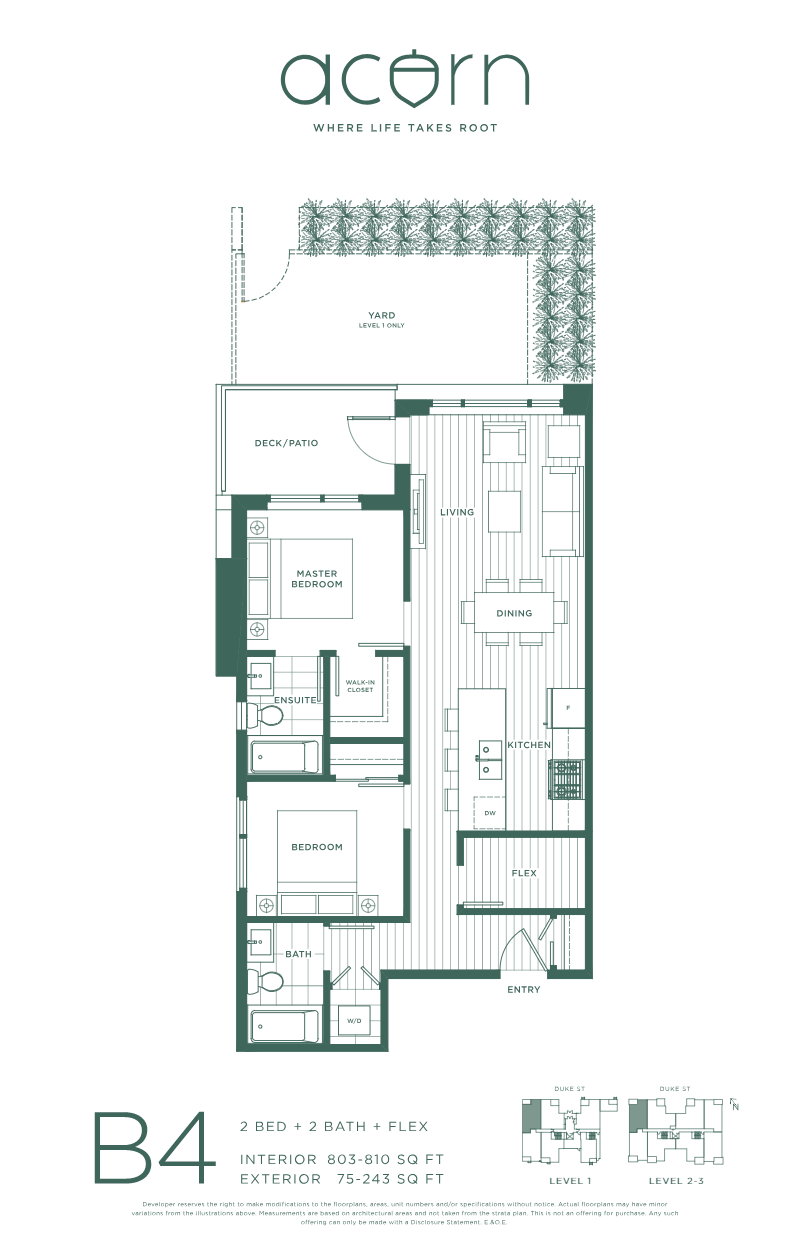 acorn
WHERE LIFE TAKES ROOT
YARD
LEVEL 1 ONLY
DECK/PATIO
LIVING
MASTER
BEDROOM
DINING
WALK-IN
CLOSET
ENSUITE
F
KITCHEN
DW
BEDROOM
FLEX
BATH
ENTRY
W/D
DUKE ST
DUKE ST
N
B4
2 BED + 2 BATH + FLEX
INTERIOR 803-810 SQ FT
EXTERIOR 75-243 SQ FT
LEVEL 1
LEVEL 2-3
Developer reserves the right to make modifications to the floorplans, areas, unit numbers and/or specifications without notice. Actual floorplans may have minor
variations from the illustrations above. Measurements are based on architectural areas and not taken from the strata plan. This is not an offering for purchase. Any such
offering can only be made with a Disclosure Statement. E.&O.E.